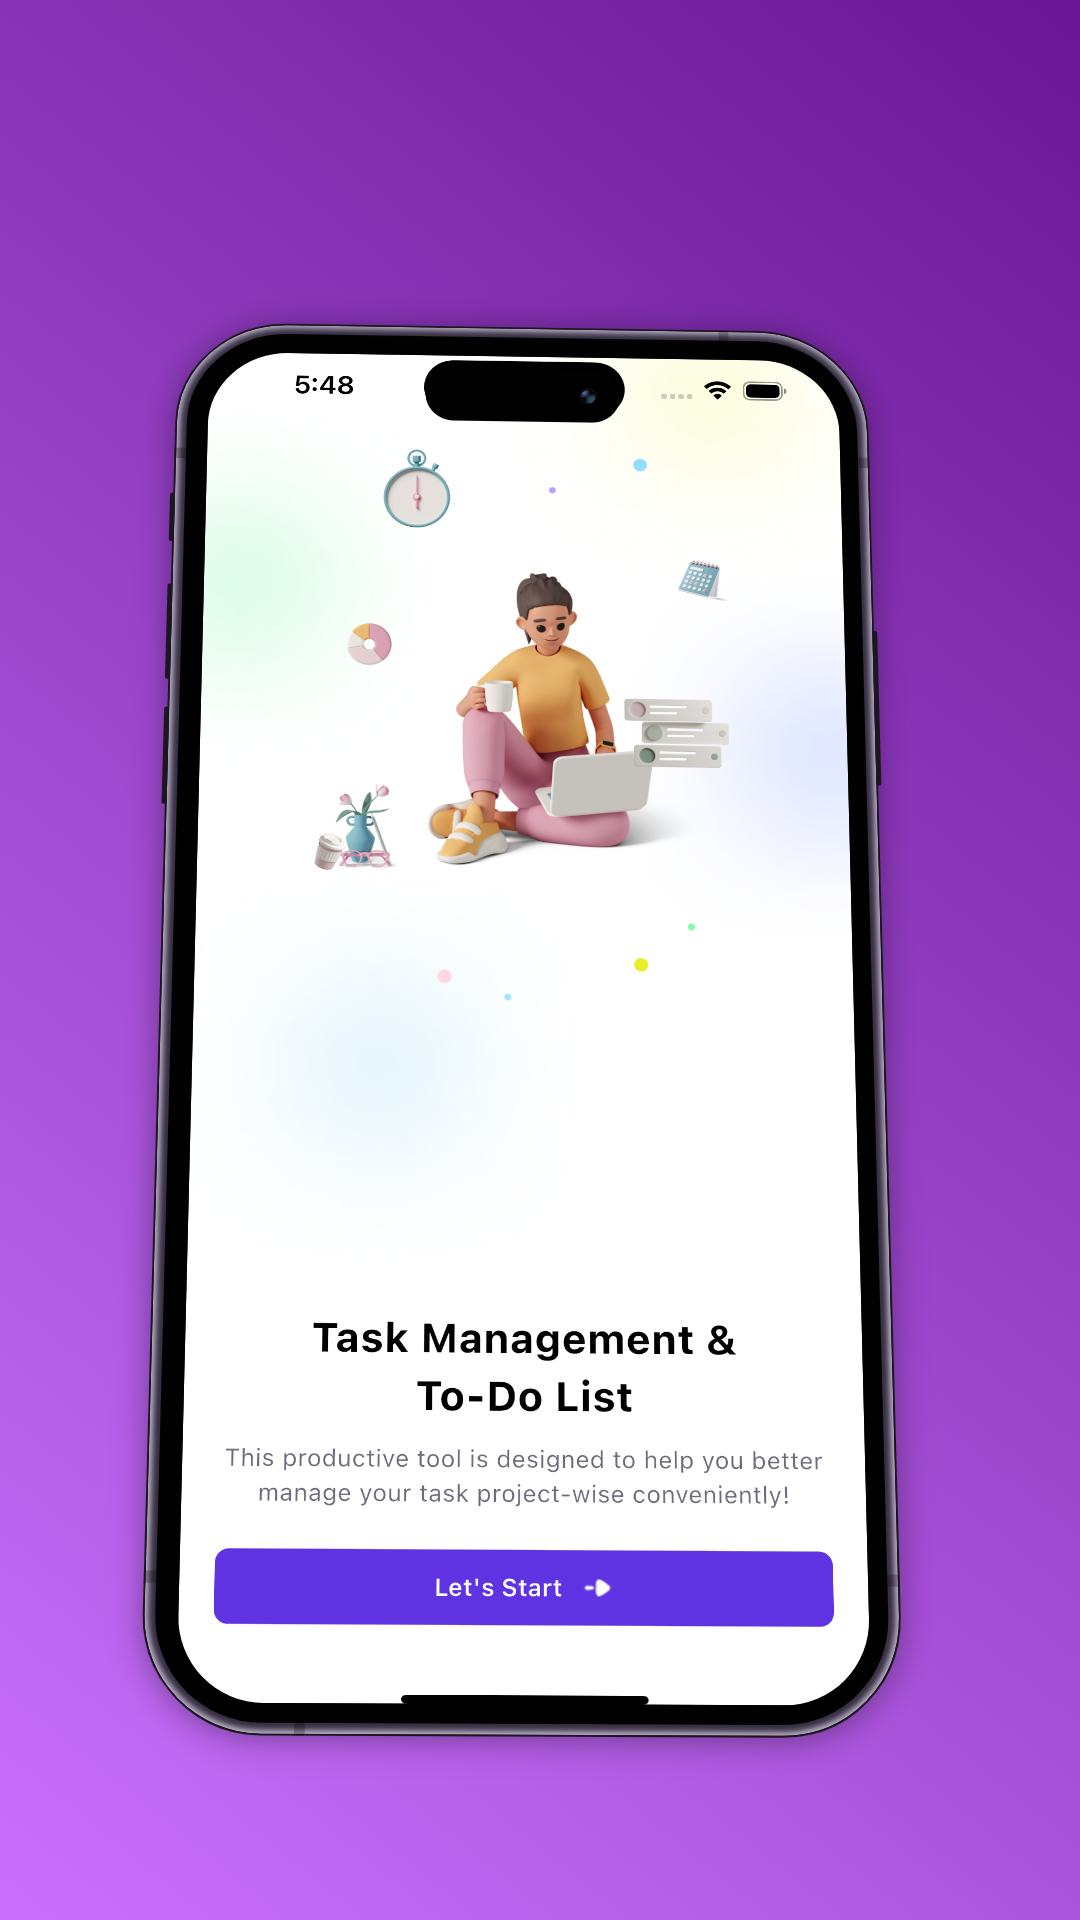 5:48
Task Management &
To-Do List
This productive tool is designed to help you better
manage your task project-wise conveniently!
Let's Start